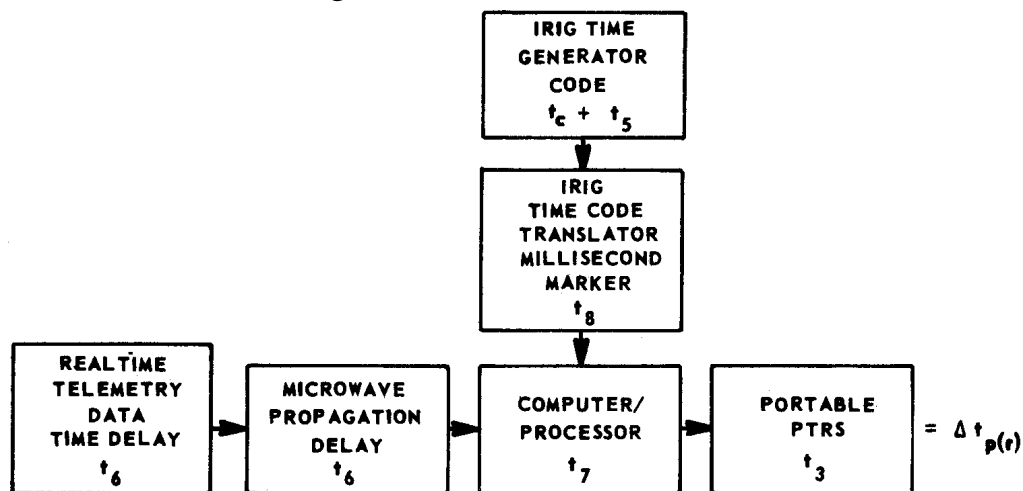 IRIG TIME
GENERATOR
CODE
tc + t5
IRIG
TIME CODE
TRANSLATOR
MILLISECOND
MARKER
t8
REALTIME
TELEMETRY
DATA
TIME DELAY
t6
MICROWAVE
PROPAGATION
DELAY
t6
COMPUTER/
PROCESSOR
t7
PORTABLE
PTRS
t3
= Δ tp(r)